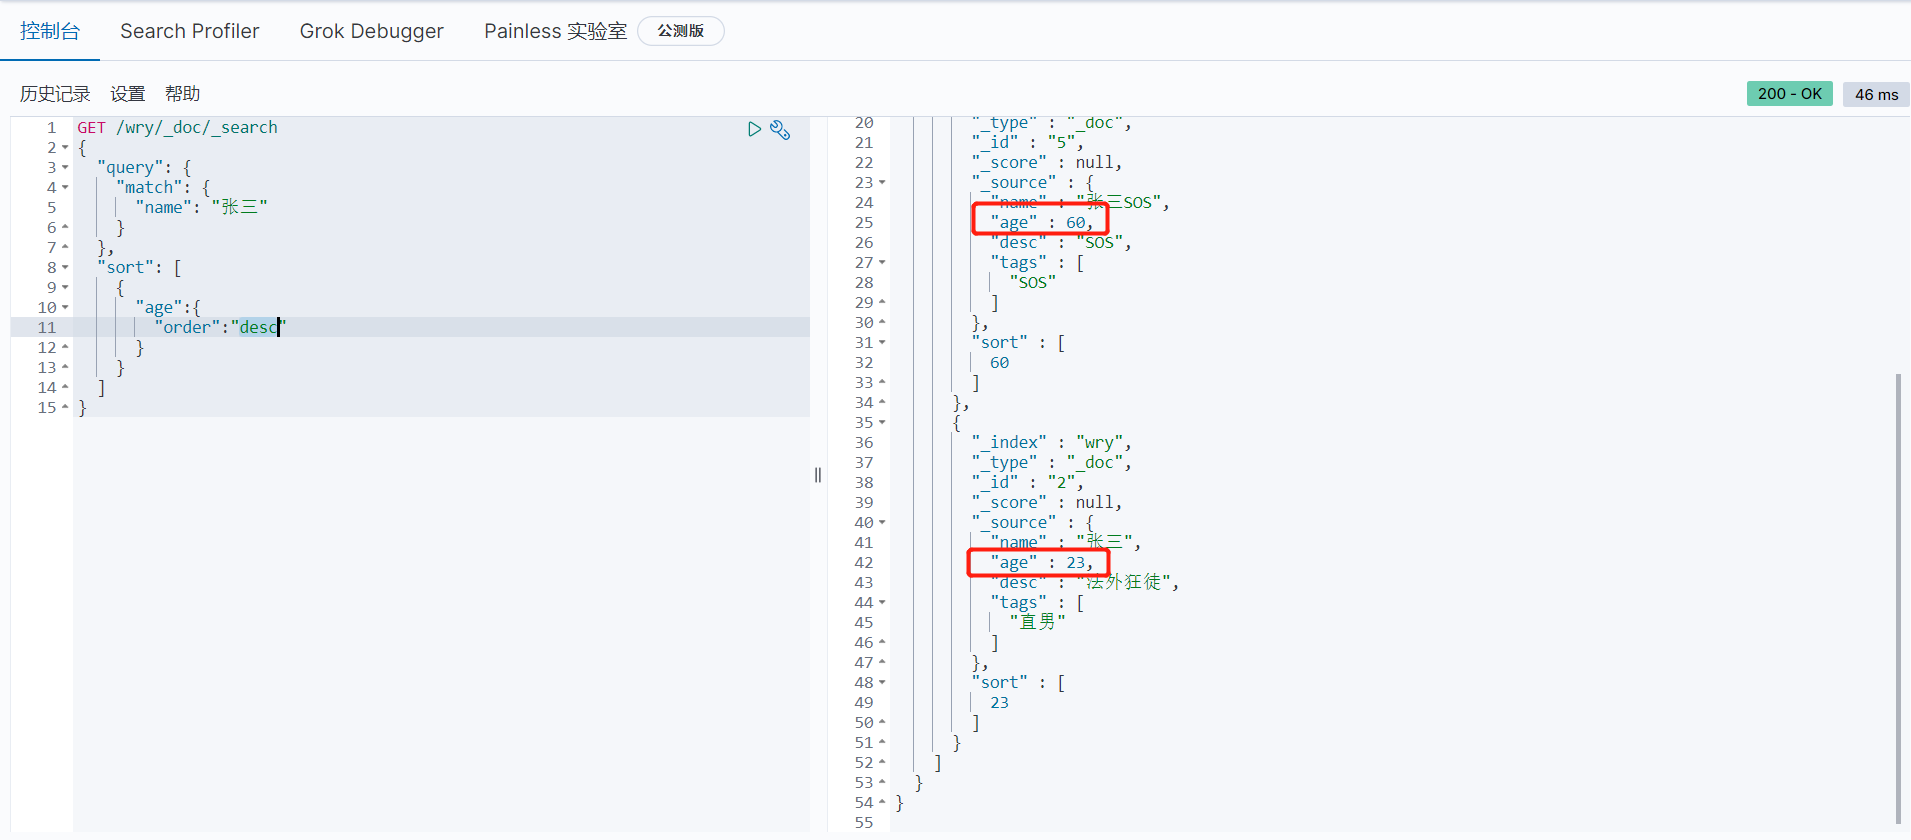 控制台 Search Profiler Grok Debugger Painless 实验室 公测版
历史记录 设置 帮助 200 - OK 46 ms
1 GET /wry/_doc/_search
2 {
3 "query": {
4 "match": {
5 "name": "张三"
6 }
7 },
8 "sort": [
9 {
10 "age":{
11 "order":"desc"
12 }
13 }
14 ]
15 }
20 "_type" : "_doc",
21 "_id" : "5",
22 "_score" : null,
23 "_source" : {
24 "name" : "张三SOS",
25 "age" : 60,
26 "desc" : "SOS",
27 "tags" : [
28 "SOS"
29 ]
30 },
31 "sort" : [
32 60
33 ]
34 },
35 {
36 "_index" : "wry",
37 "_type" : "_doc",
38 "_id" : "2",
39 "_score" : null,
40 "_source" : {
41 "name" : "张三",
42 "age" : 23,
43 "desc" : "法外狂徒",
44 "tags" : [
45 "直男"
46 ]
47 },
48 "sort" : [
49 23
50 ]
51 }
52 ]
53 }
54 }
55